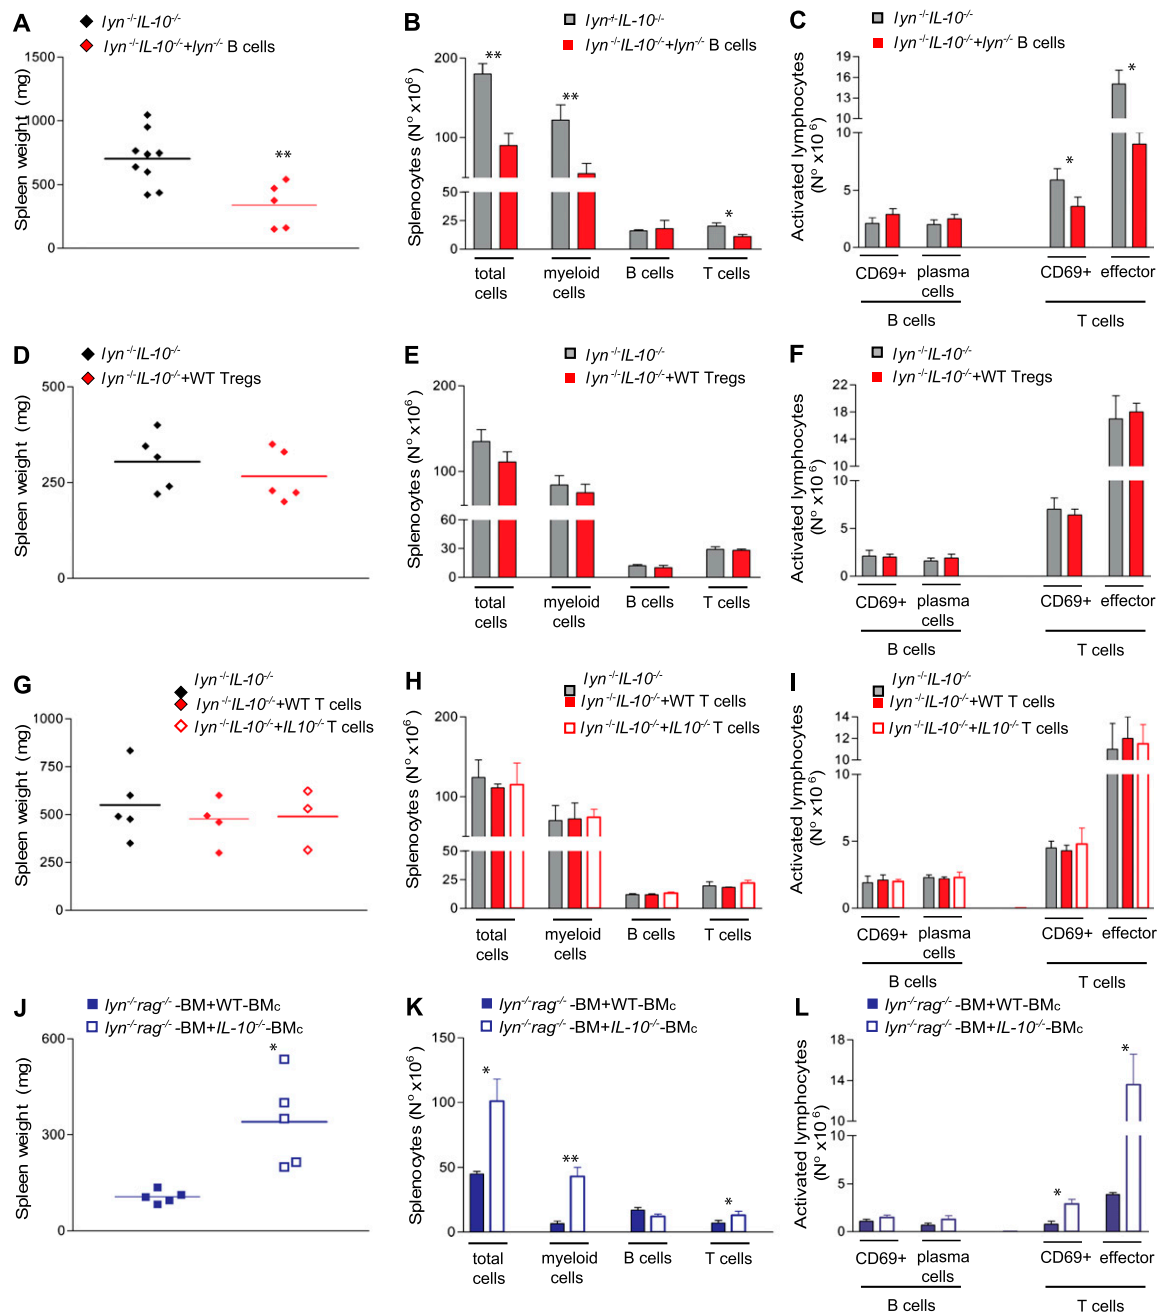 A
lyn-/-IL-10-/-
lyn-/-IL-10-/-+lyn-/- B cells
Spleen weight (mg)
1500
1000
500
0
**
B
lyn-/-IL-10-/-
lyn-/-IL-10-/-+lyn-/- B cells
Splenocytes (N° x10⁶)
200
100
50
25
0
**
**
*
total cells
myeloid cells
B cells
T cells
C
lyn-/-IL-10-/-
lyn-/-IL-10-/-+lyn-/- B cells
Activated lymphocytes
(N° x10⁶)
19
16
13
10
5
0
*
*
CD69+
plasma cells
CD69+
effector
B cells
T cells
D
lyn-/-IL-10-/-
lyn-/-IL-10-/-+WT Tregs
Spleen weight (mg)
500
250
0
E
lyn-/-IL-10-/-
lyn-/-IL-10-/-+WT Tregs
Splenocytes (N° x10⁶)
200
100
60
30
0
total cells
myeloid cells
B cells
T cells
F
lyn-/-IL-10-/-
lyn-/-IL-10-/-+WT Tregs
Activated lymphocytes
(N° x10⁶)
22
18
14
10
10
5
0
CD69+
plasma cells
CD69+
effector
B cells
T cells
G
lyn-/-IL-10-/-
lyn-/-IL-10-/-+WT T cells
lyn-/-IL-10-/-+IL10-/- T cells
Spleen weight (mg)
1000
750
500
250
0
H
lyn-/-IL-10-/-
lyn-/-IL-10-/-+WT T cells
lyn-/-IL-10-/-+IL10-/- T cells
Splenocytes (N° x10⁶)
200
100
50
25
0
total cells
myeloid cells
B cells
T cells
I
lyn-/-IL-10-/-
lyn-/-IL-10-/-+WT T cells
lyn-/-IL-10-/-+IL10-/- T cells
Activated lymphocytes
(N° x10⁶)
14
12
10
10
5
0
CD69+
plasma cells
CD69+
effector
B cells
T cells
J
lyn-/-rag-/- -BM+WT-BMc
lyn-/-rag-/- -BM+IL-10-/--BMc
Spleen weight (mg)
600
300
0
*
K
lyn-/-rag-/- -BM+WT-BMc
lyn-/-rag-/- -BM+IL-10-/--BMc
Splenocytes (N° x10⁶)
150
100
50
0
*
**
*
total cells
myeloid cells
B cells
T cells
L
lyn-/-rag-/- -BM+WT-BMc
lyn-/-rag-/- -BM+IL-10-/--BMc
Activated lymphocytes
(N° x10⁶)
18
14
10
10
5
0
*
*
CD69+
plasma cells
CD69+
effector
B cells
T cells